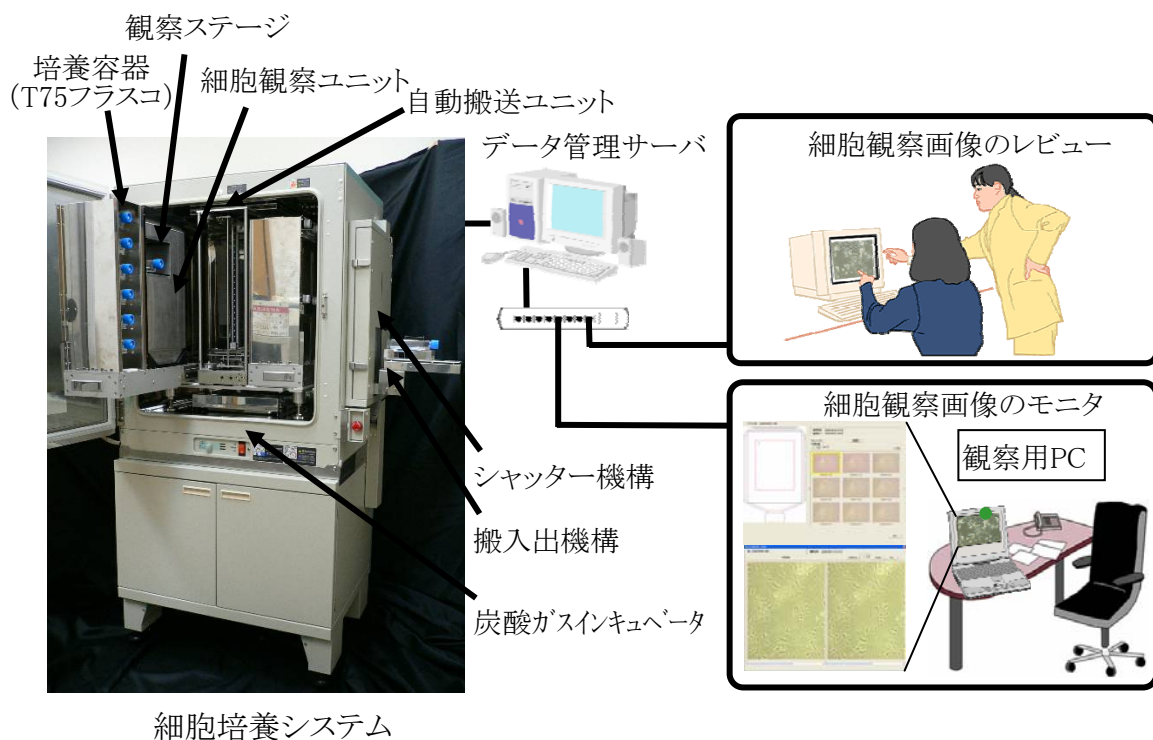 観察ステージ
培養容器
(T75フラスコ)
細胞観察ユニット
自動搬送ユニット
データ管理サーバ
細胞観察画像のレビュー
細胞観察画像のモニタ
観察用PC
シャッター機構
搬入出機構
炭酸ガスインキュベータ
細胞培養システム